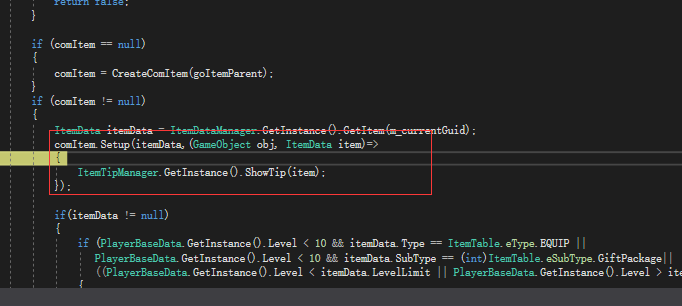 return false;
}
if (comItem == null)
{
comItem = CreateComItem(goItemParent);
}
if (comItem != null)
{
ItemData itemData = ItemDataManager.GetInstance().GetItem(m_currentGuid);
comItem.Setup(itemData,(GameObject obj, ItemData item)=>
{
ItemTipManager.GetInstance().ShowTip(item);
});
if(itemData != null)
{
if (PlayerBaseData.GetInstance().Level < 10 && itemData.Type == ItemTable.eType.EQUIP ||
PlayerBaseData.GetInstance().Level < 10 && itemData.SubType == (int)ItemTable.eSubType.GiftPackage||
((PlayerBaseData.GetInstance().Level < itemData.LevelLimit || PlayerBaseData.GetInstance().Level > ite
{